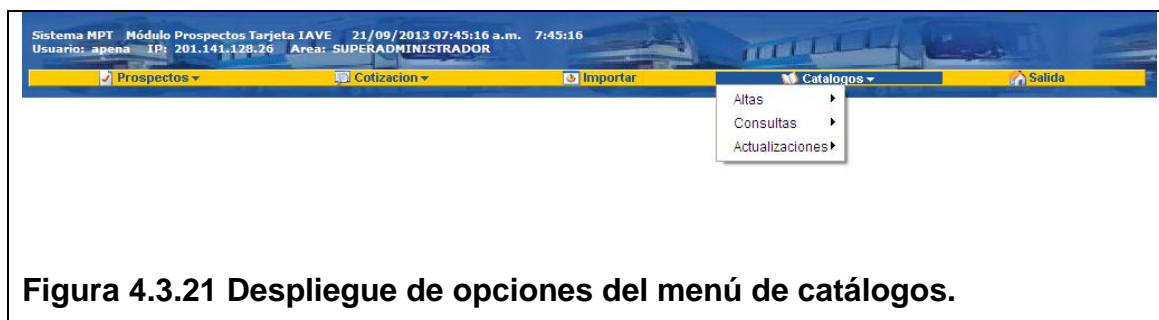 Sistema MPT Módulo Prospectos Tarjeta IAVE 21/09/2013 07:45:16 a.m. 7:45:16
Usuario: apena IP: 201.141.128.26 Area: SUPERADMINISTRADOR
Prospectos Cotizacion Importar Catalogos Salida
Altas
Consultas
Actualizaciones
Figura 4.3.21 Despliegue de opciones del menú de catálogos.